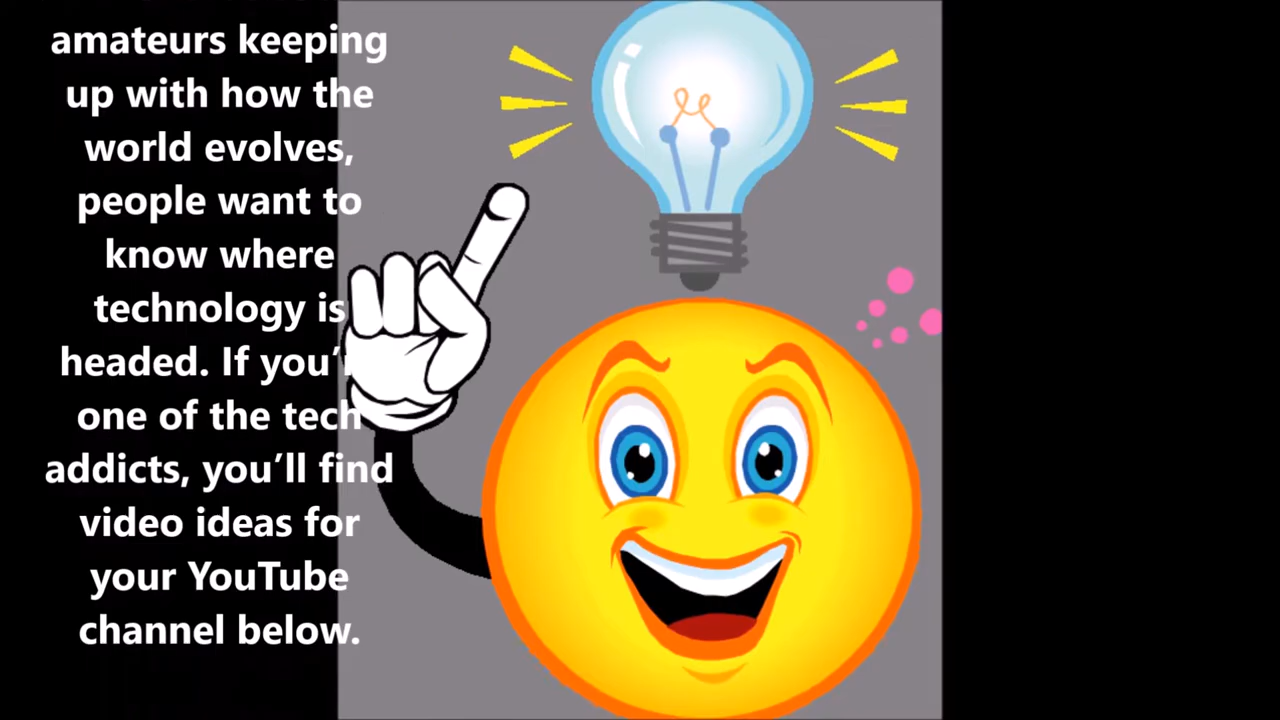 amateurs keeping
up with how the
world evolves,
people want to
know where
technology is
headed. If you’re
one of the tech
addicts, you’ll find
video ideas for
your YouTube
channel below.